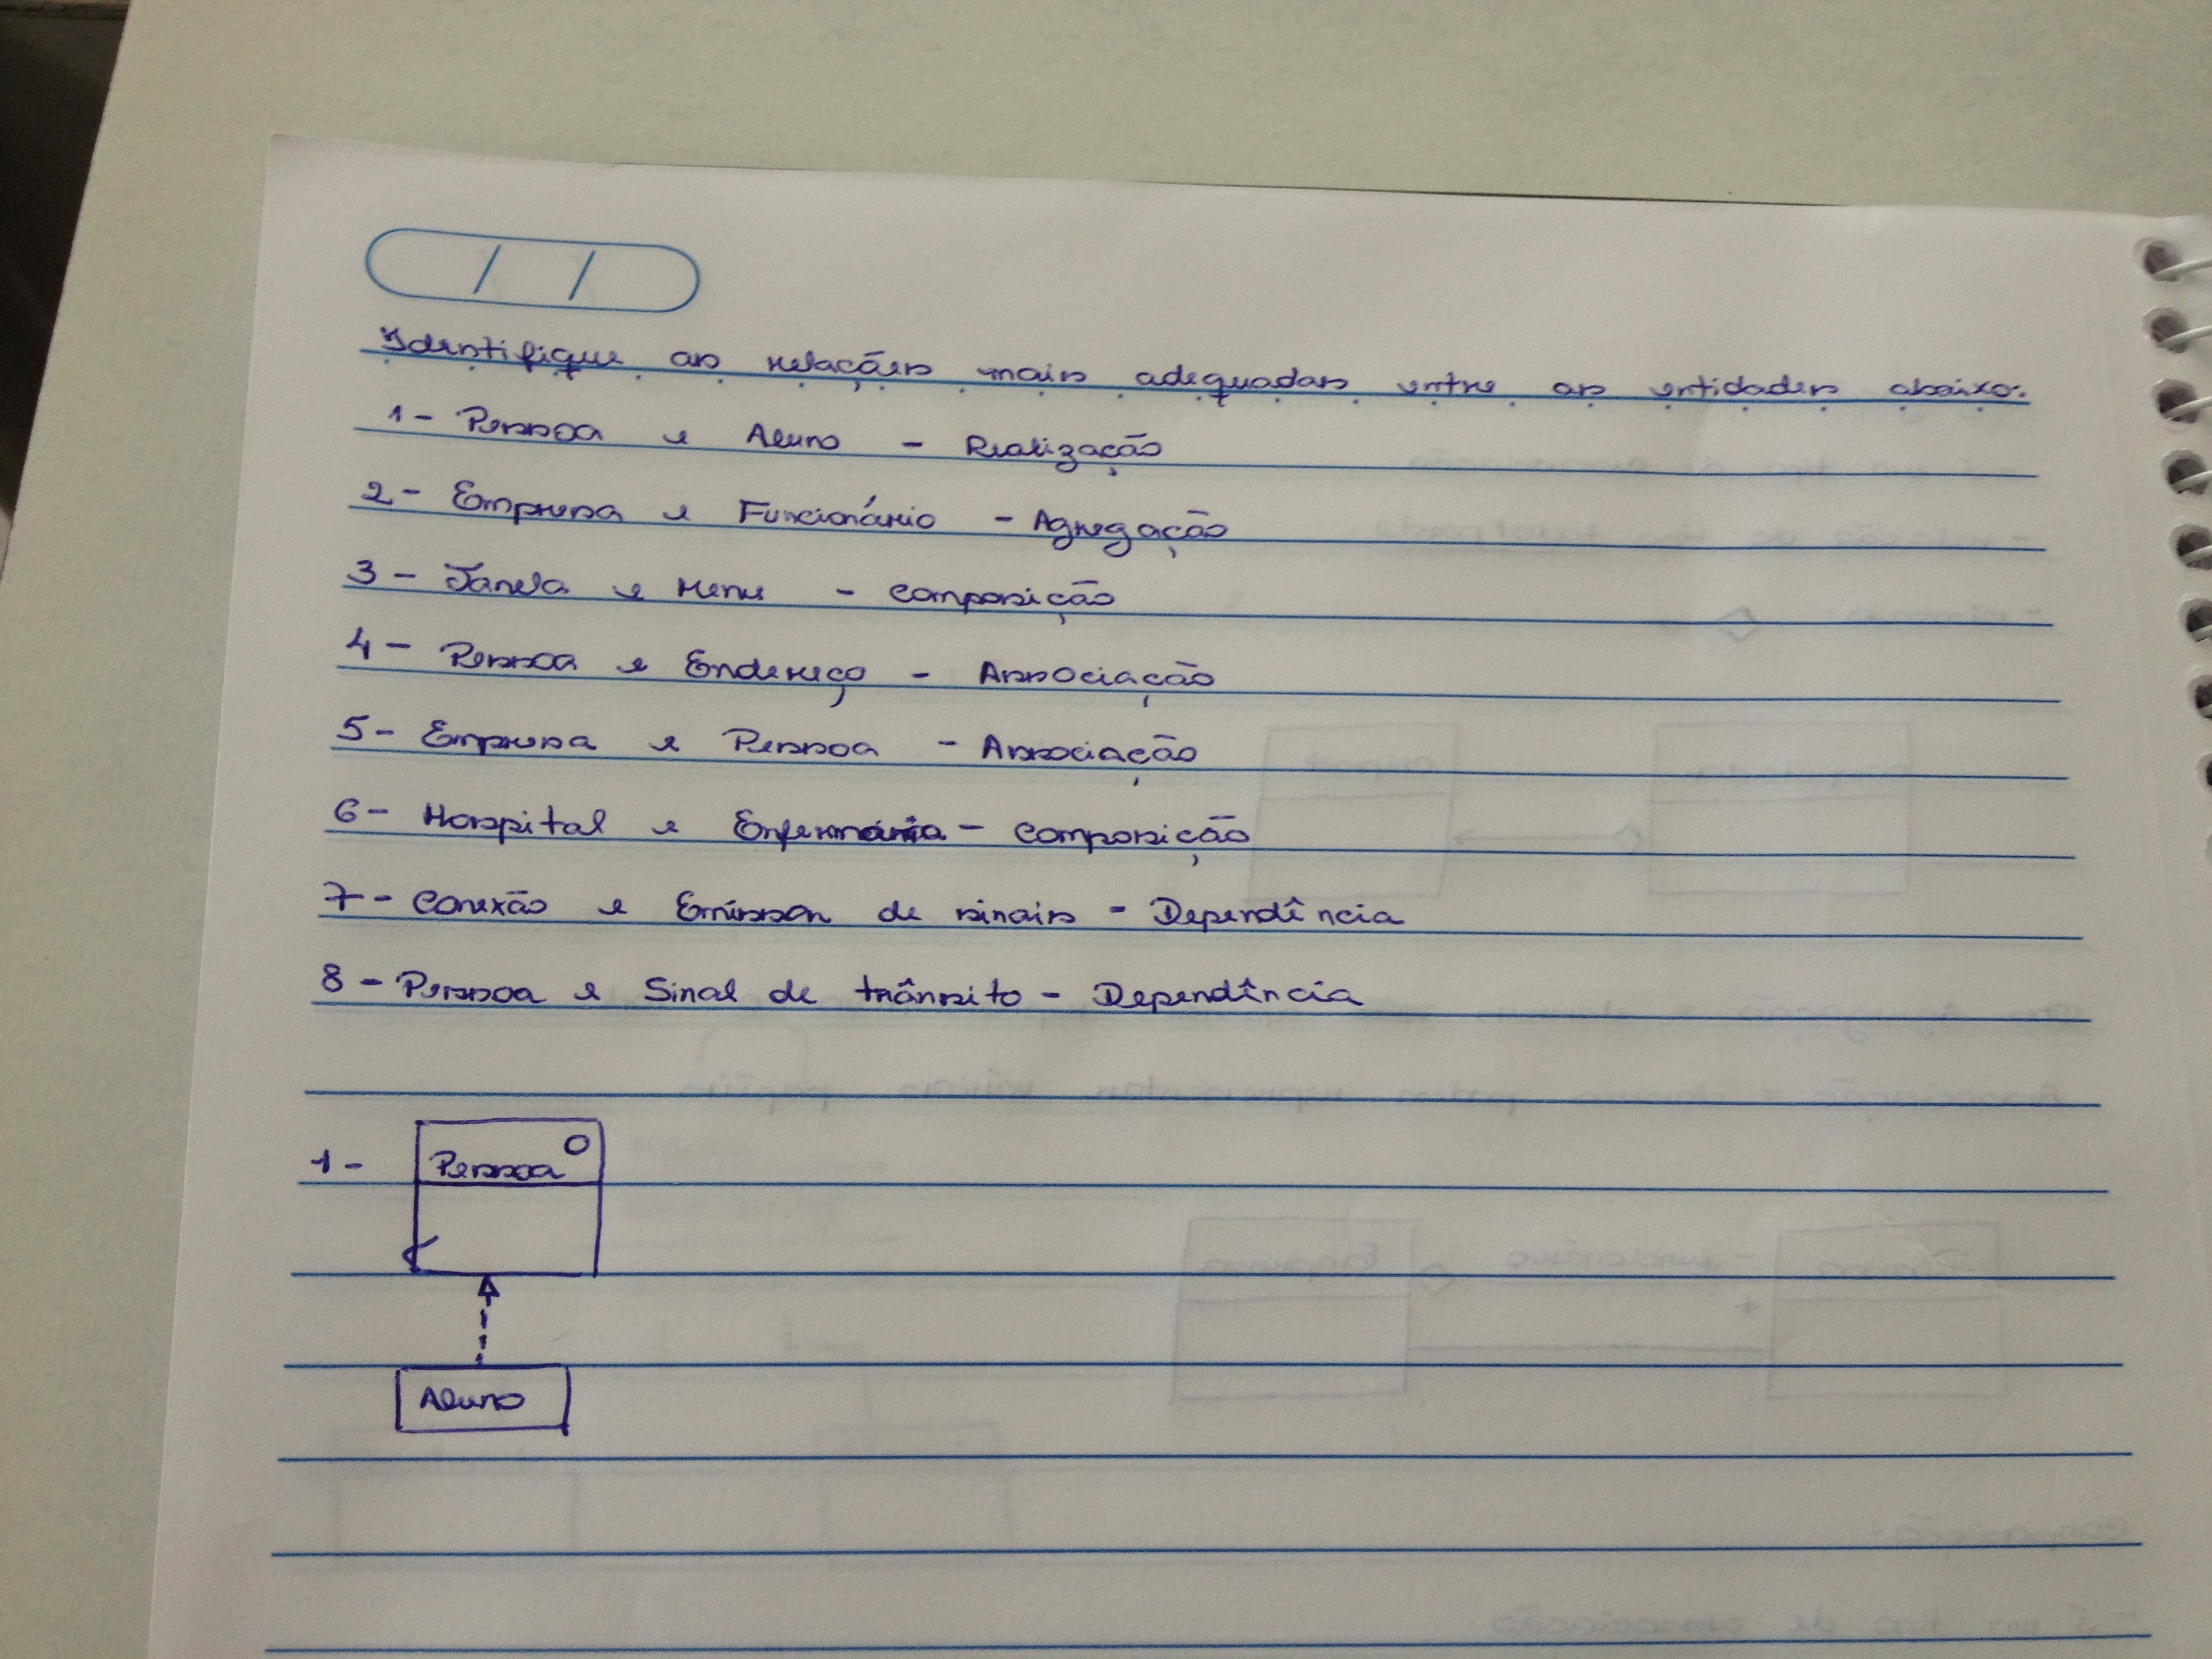 / /
Identifique as relações mais adequadas entre as entidades abaixo:
1- Pessoa e Aluno - Realização
2- Empresa e Funcionário - Agregação
3- Janela e Menu - Composição
4- Pessoa e Endereço - Associação
5- Empresa e Pessoa - Associação
6- Hospital e Enfermaria - Composição
7- Conexão e Emissor de sinais - Dependência
8- Pessoa e Sinal de trânsito - Dependência
1- Pessoa
Aluno